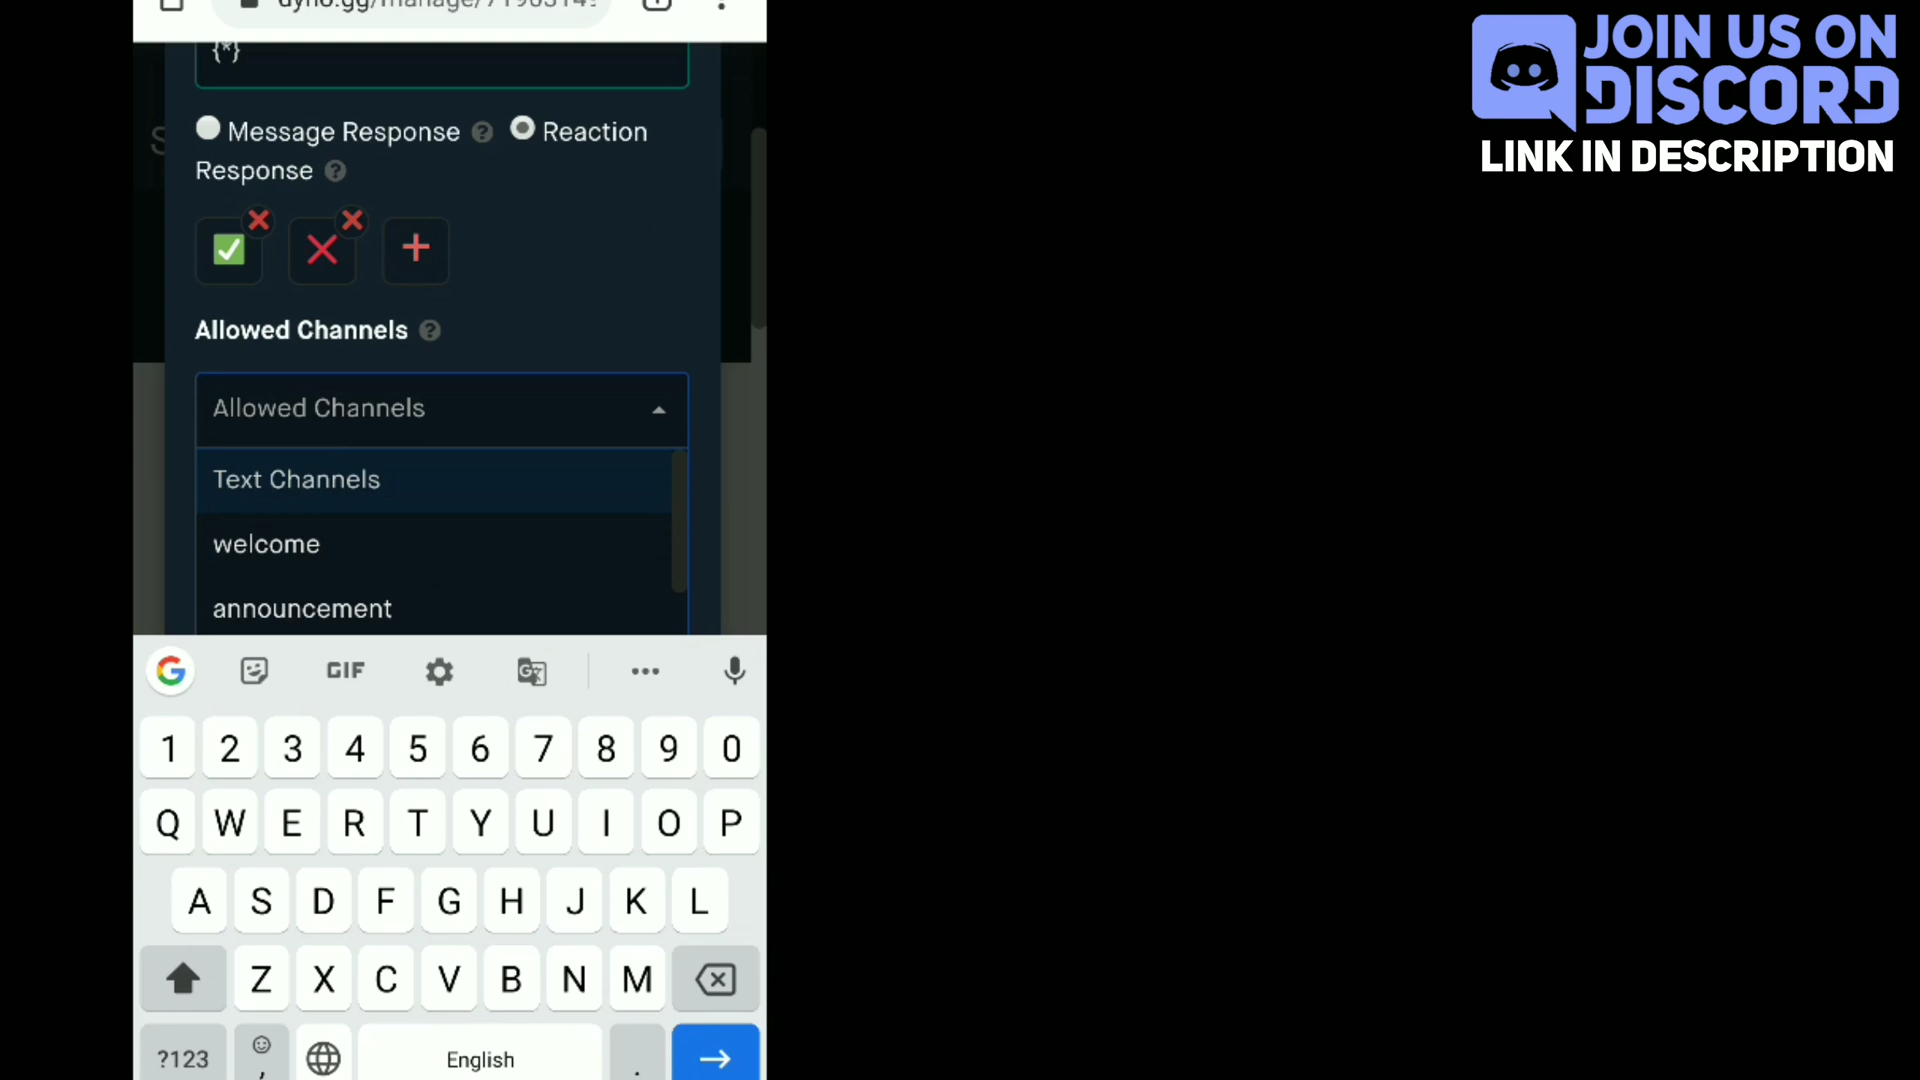 {*}
Message Response ? Reaction
Response ?
Allowed Channels ?
Allowed Channels
Text Channels
welcome
announcement
G GIF G ...
1 2 3 4 5 6 7 8 9 0
Q W E R T Y U I O P
A S D F G H J K L
Z X C V B N M
?123 , English .
JOIN US ON
DISCORD
LINK IN DESCRIPTION